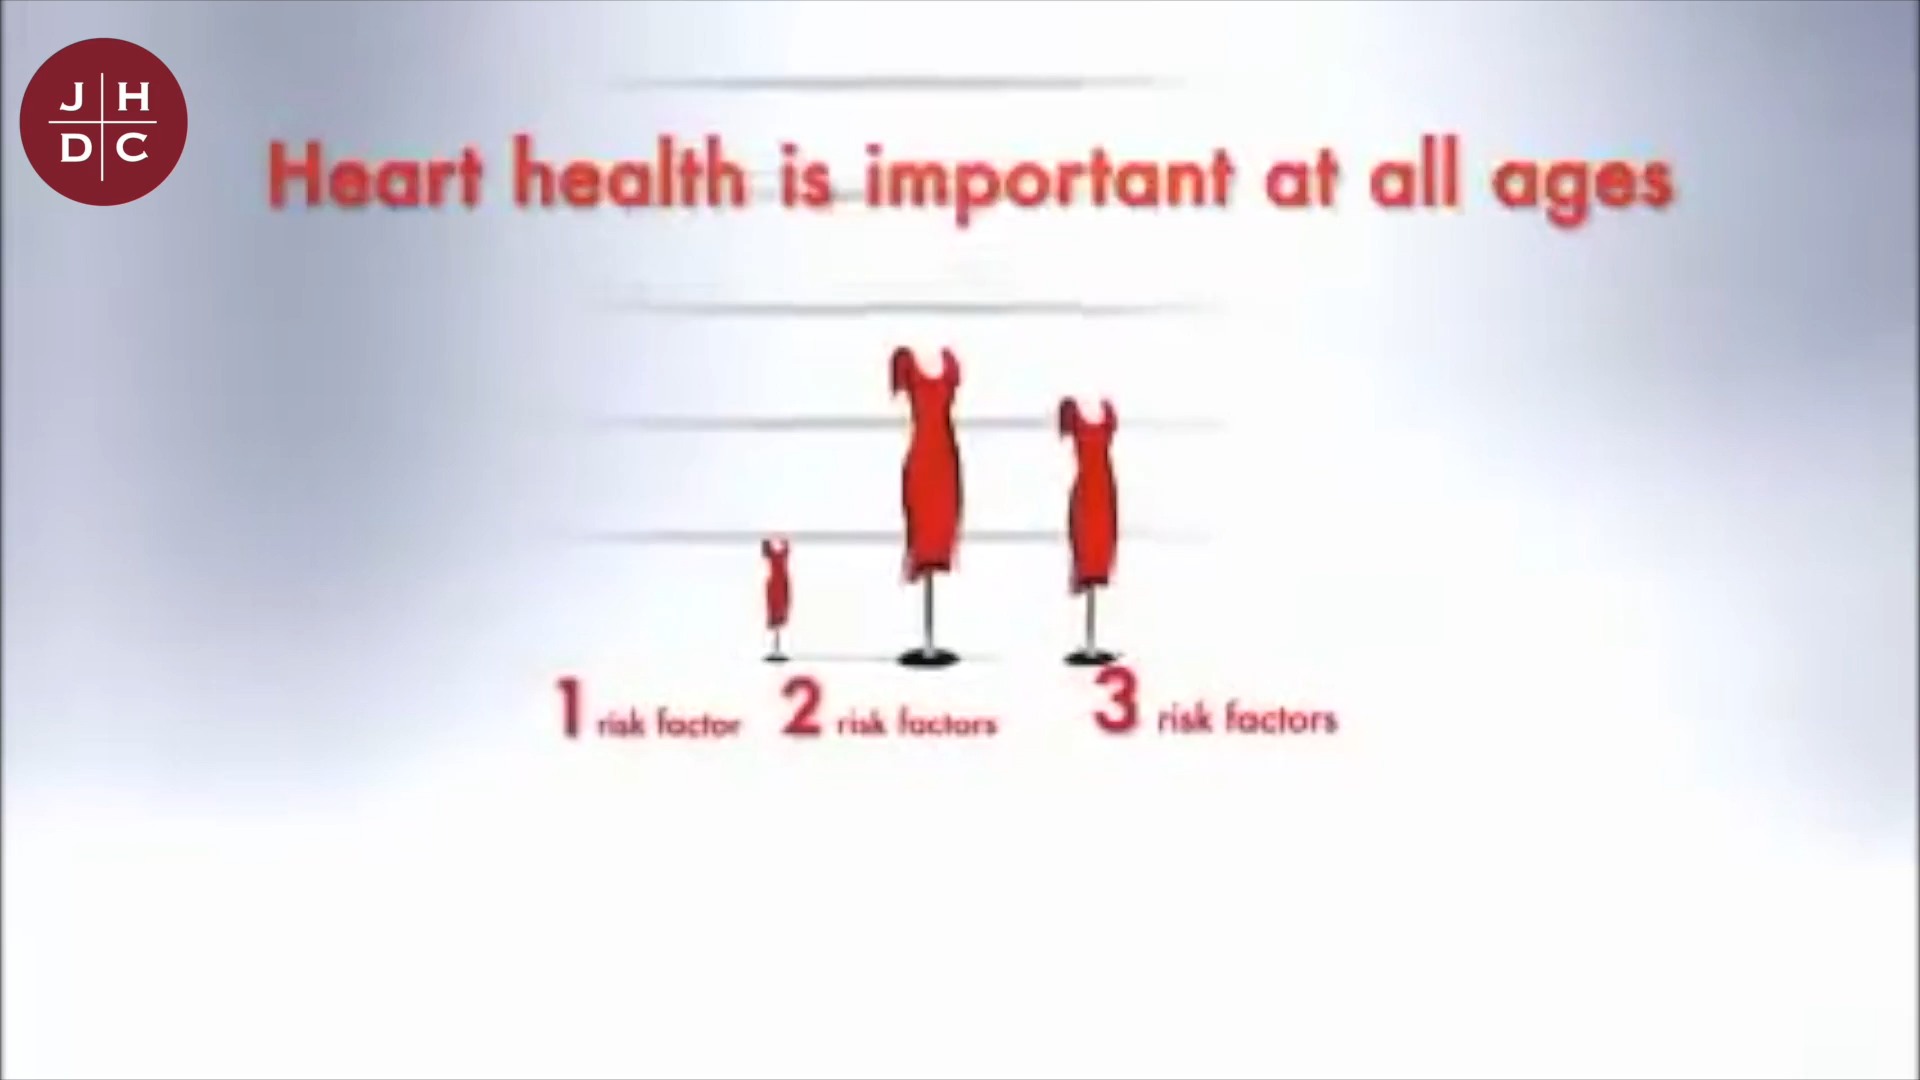 J H
D C
Heart health is important at all ages
1 risk factor 2 risk factors 3 risk factors